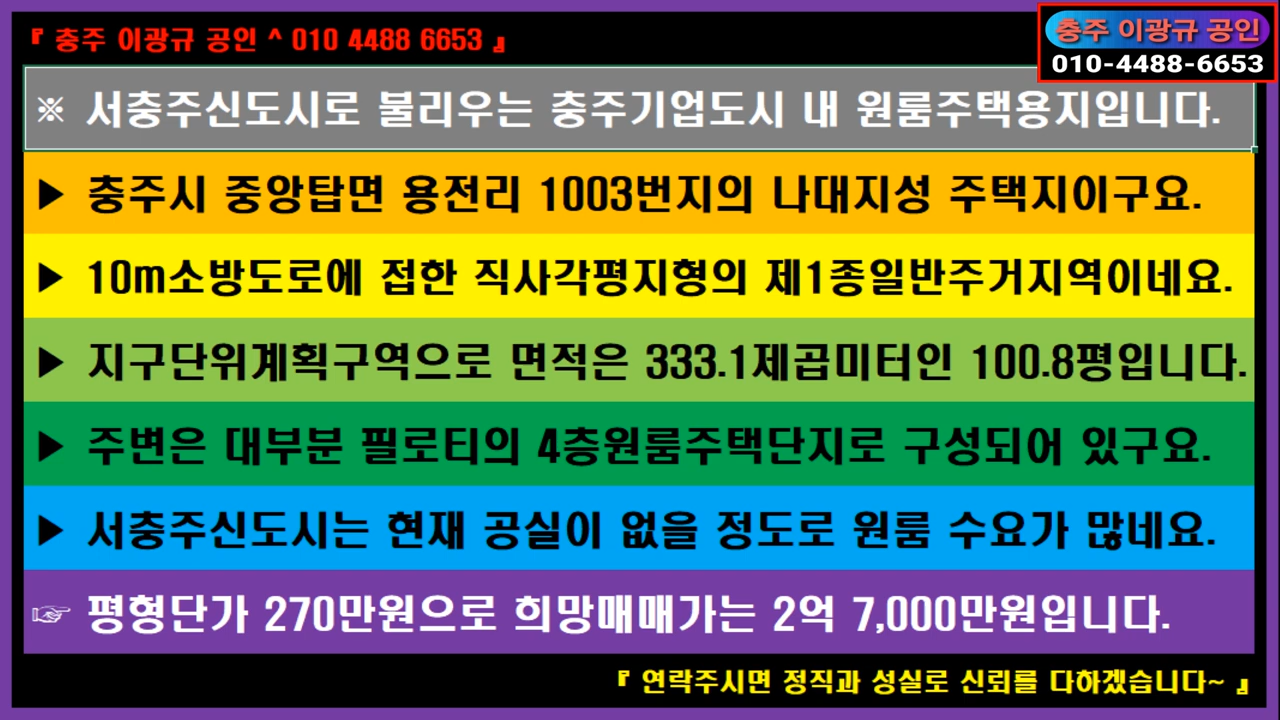 『 충주 이광규 공인 ^ 010 4488 6653 』
충주 이광규 공인
010-4488-6653
※ 서충주신도시로 불리우는 충주기업도시 내 원룸주택용지입니다.
▶ 충주시 중앙탑면 용전리 1003번지의 나대지성 주택지이구요.
▶ 10m소방도로에 접한 직사각평지형의 제1종일반주거지역이네요.
▶ 지구단위계획구역으로 면적은 333.1제곱미터인 100.8평입니다.
▶ 주변은 대부분 필로티의 4층원룸주택단지로 구성되어 있구요.
▶ 서충주신도시는 현재 공실이 없을 정도로 원룸 수요가 많네요.
☞ 평형단가 270만원으로 희망매매가는 2억 7,000만원입니다.
『 연락주시면 정직과 성실로 신뢰를 다하겠습니다~ 』